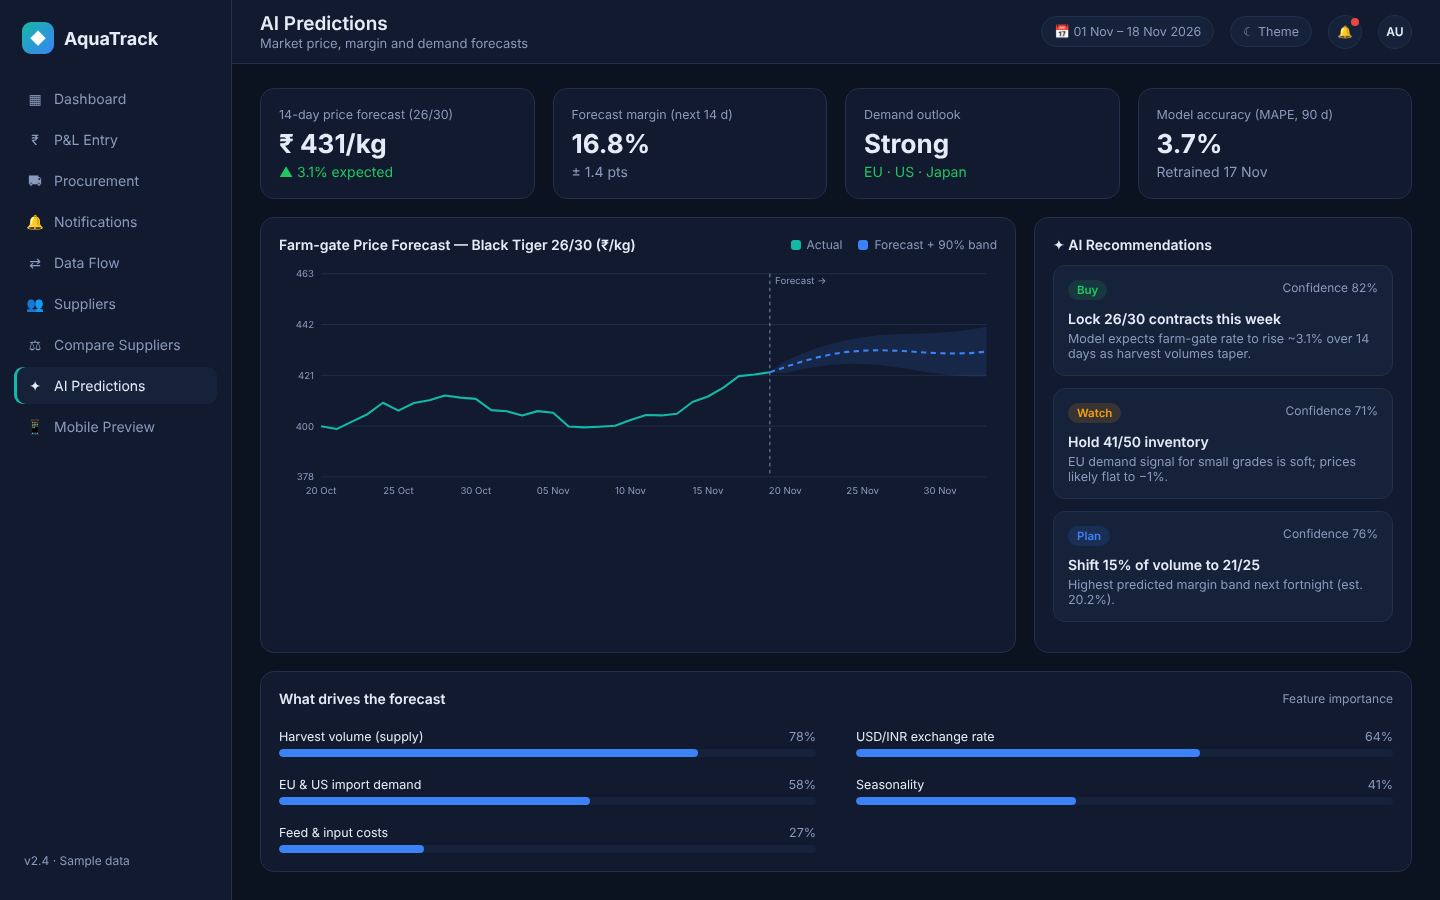 AquaTrack
Dashboard
₹ P&L Entry
Procurement
Notifications
Data Flow
Suppliers
Compare Suppliers
AI Predictions
Mobile Preview
v2.4 · Sample data
AI Predictions
Market price, margin and demand forecasts
01 Nov – 18 Nov 2026
Theme
AU
14-day price forecast (26/30)
₹ 431/kg
▲ 3.1% expected
Forecast margin (next 14 d)
16.8%
± 1.4 pts
Demand outlook
Strong
EU · US · Japan
Model accuracy (MAPE, 90 d)
3.7%
Retrained 17 Nov
Farm-gate Price Forecast — Black Tiger 26/30 (₹/kg)
Actual
Forecast + 90% band
463
442
421
400
378
Forecast →
20 Oct
25 Oct
30 Oct
05 Nov
10 Nov
15 Nov
20 Nov
25 Nov
30 Nov
✦ AI Recommendations
Buy
Confidence 82%
Lock 26/30 contracts this week
Model expects farm-gate rate to rise ~3.1% over 14
days as harvest volumes taper.
Watch
Confidence 71%
Hold 41/50 inventory
EU demand signal for small grades is soft; prices
likely flat to −1%.
Plan
Confidence 76%
Shift 15% of volume to 21/25
Highest predicted margin band next fortnight (est.
20.2%).
What drives the forecast
Feature importance
Harvest volume (supply)
78%
USD/INR exchange rate
64%
EU & US import demand
58%
Seasonality
41%
Feed & input costs
27%